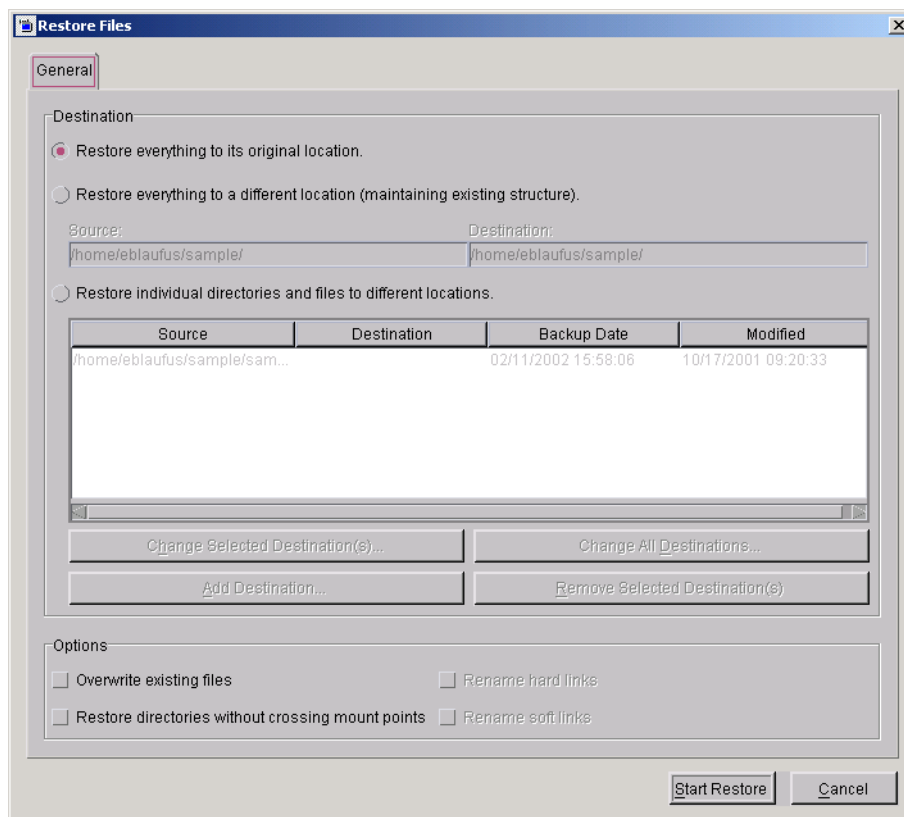 Restore Files
General
Destination
Restore everything to its original location.
Restore everything to a different location (maintaining existing structure).
Source: Destination:
/home/eblaufus/sample/ /home/eblaufus/sample/
Restore individual directories and files to different locations.
Source Destination Backup Date Modified
/home/eblaufus/sample/sam... 02/11/2002 15:58:06 10/17/2001 09:20:33
Change Selected Destination(s)... Change All Destinations...
Add Destination... Remove Selected Destination(s)
Options
Overwrite existing files Rename hard links
Restore directories without crossing mount points Rename soft links
Start Restore Cancel